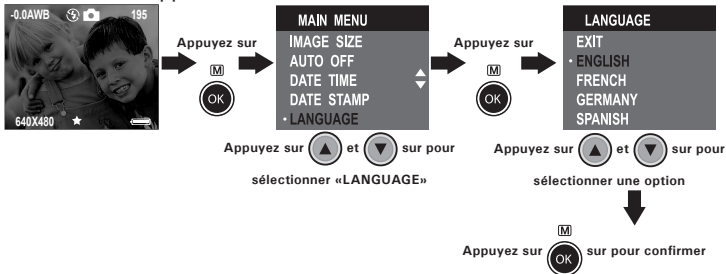 -0.0AWB 195
640X480
Appuyez sur
M
OK
MAIN MENU
IMAGE SIZE
AUTO OFF
DATE TIME
DATE STAMP
• LANGUAGE
Appuyez sur et sur pour
sélectionner «LANGUAGE»
Appuyez sur
M
OK
LANGUAGE
EXIT
• ENGLISH
FRENCH
GERMANY
SPANISH
Appuyez sur et sur pour
sélectionner une option
M
Appuyez sur OK sur pour confirmer